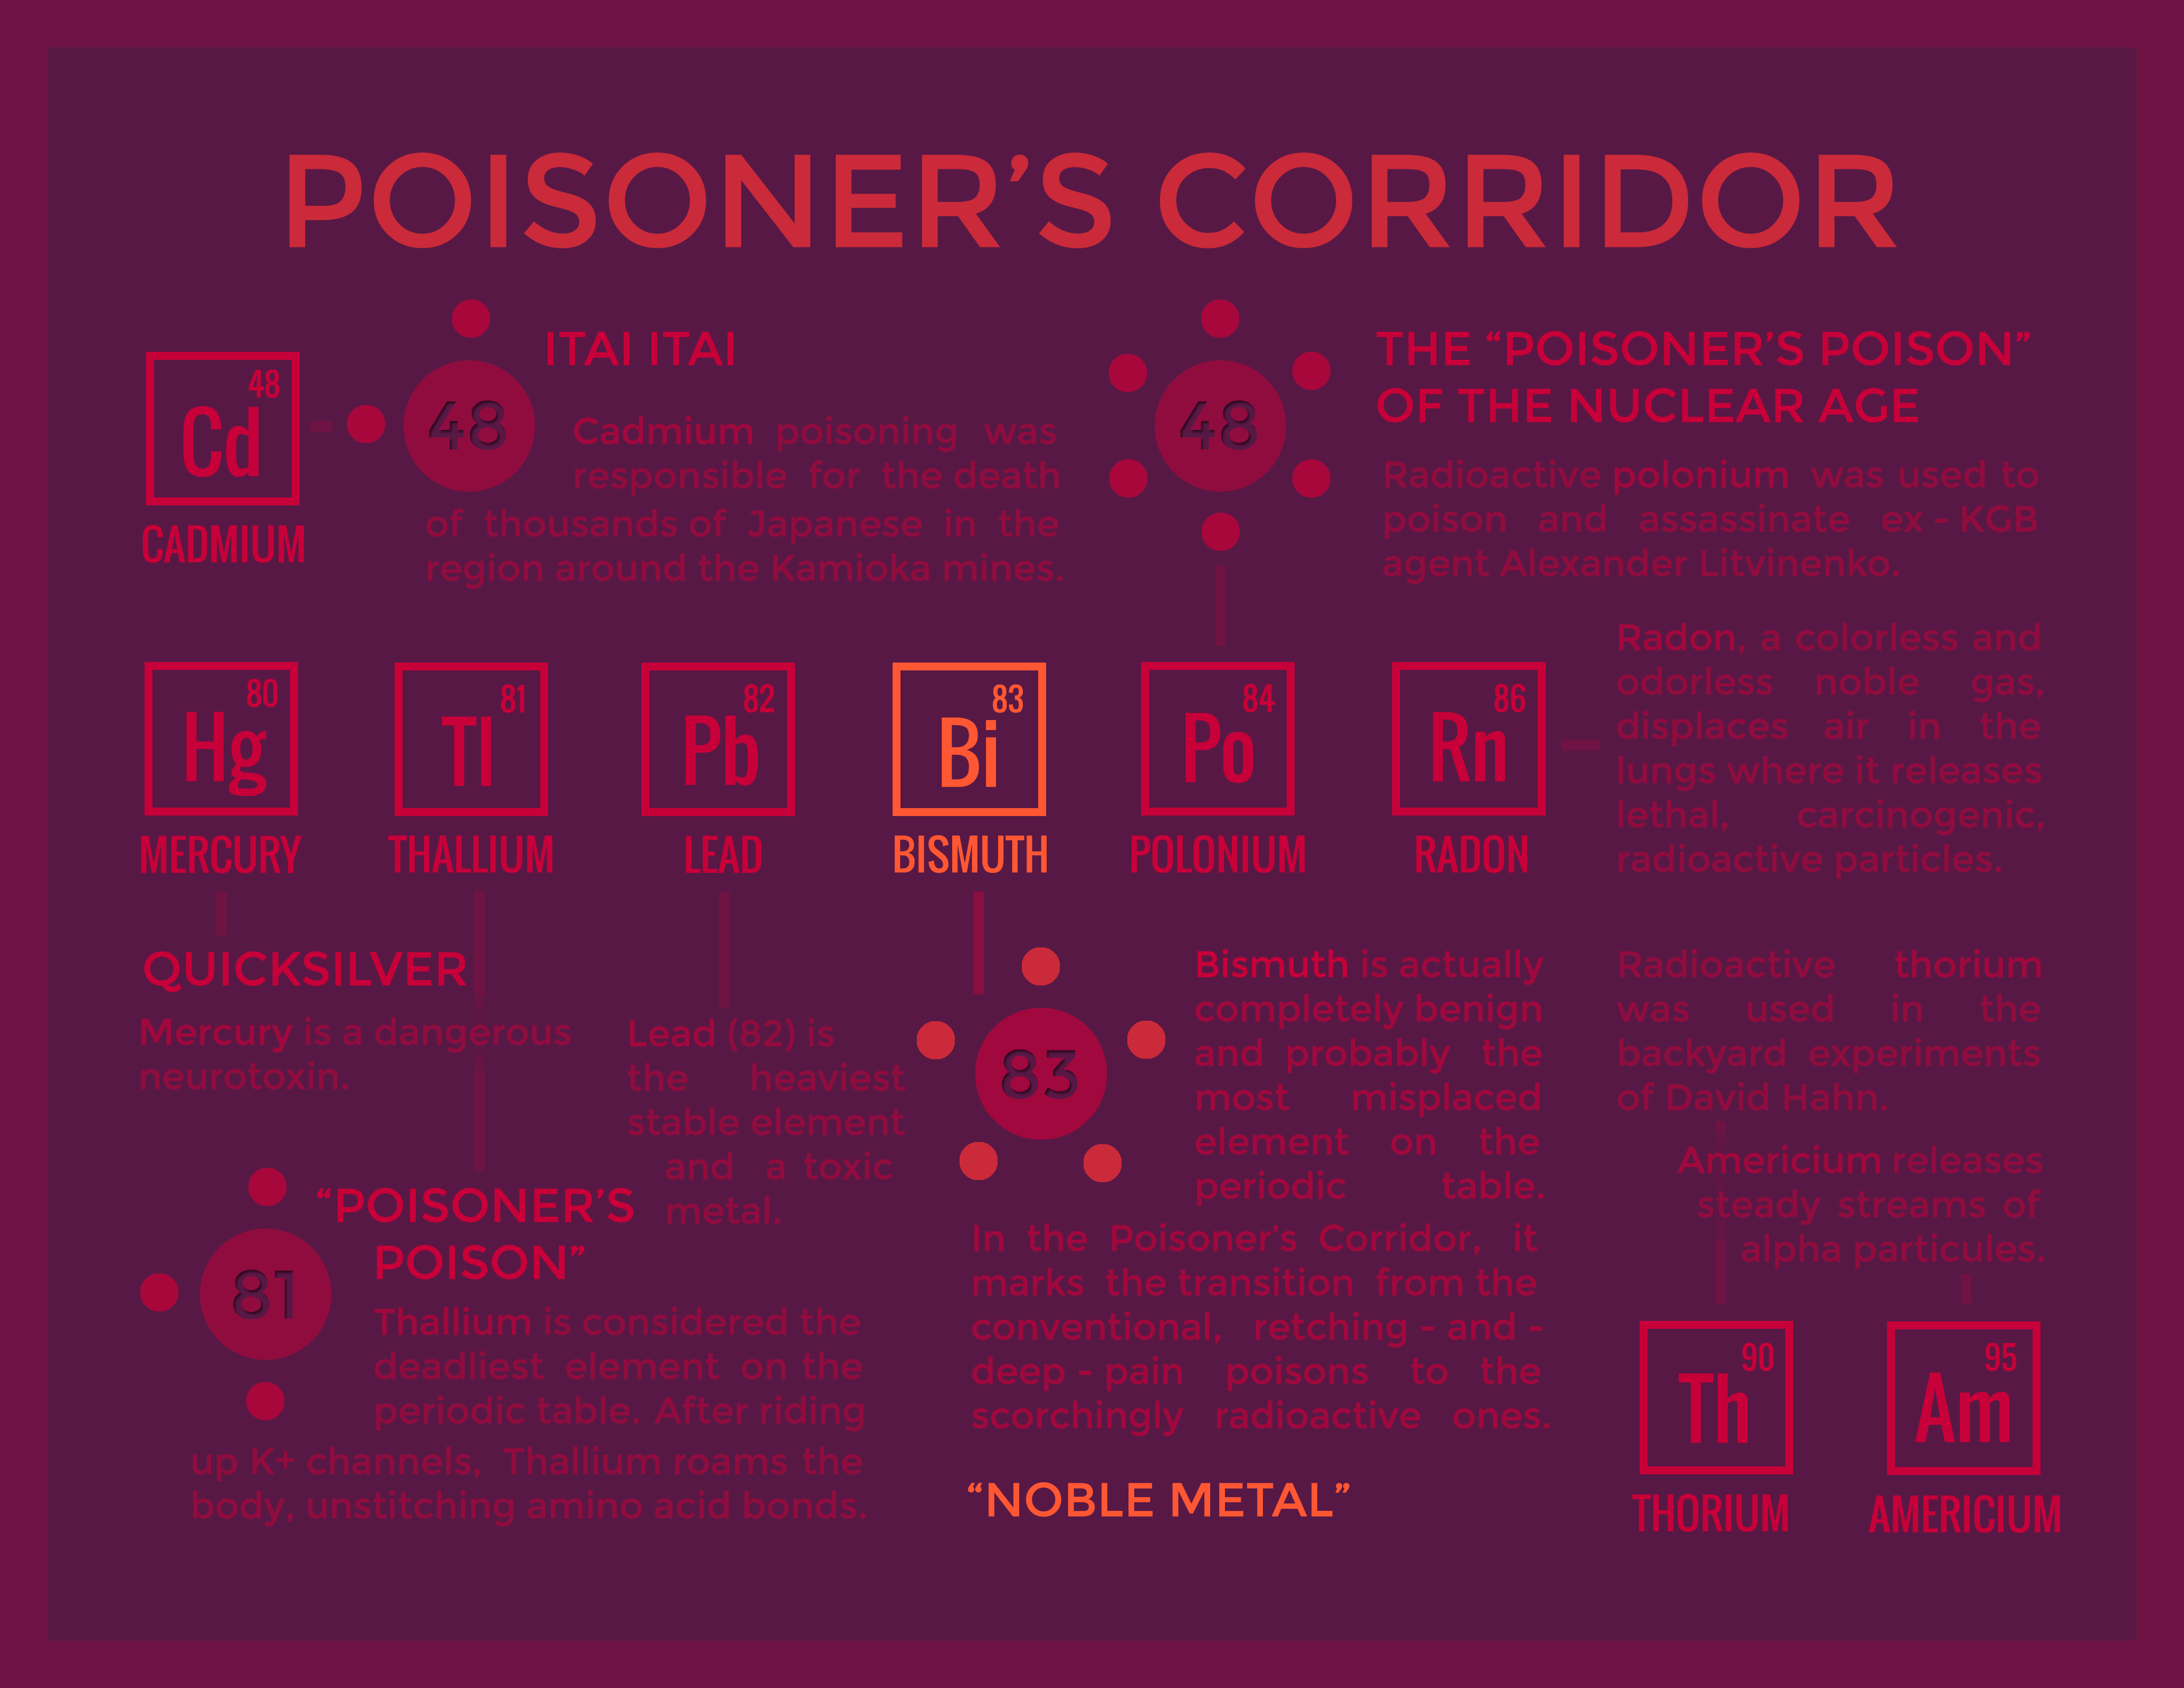 POISONER’S CORRIDOR
48
Cd
CADMIUM
48
ITAI ITAI
Cadmium poisoning was
responsible for the death
of thousands of Japanese in the
region around the Kamioka mines.
48
THE “POISONER’S POISON”
OF THE NUCLEAR AGE
Radioactive polonium was used to
poison and assassinate ex - KGB
agent Alexander Litvinenko.
80
Hg
MERCURY
81
Tl
THALLIUM
82
Pb
LEAD
83
Bi
BISMUTH
84
Po
POLONIUM
86
Rn
RADON
Radon, a colorless and
odorless noble gas,
displaces air in the
lungs where it releases
lethal, carcinogenic,
radioactive particles.
QUICKSILVER
Mercury is a dangerous
neurotoxin.
Lead (82) is
the heaviest
stable element
and a toxic
metal.
81
“POISONER’S
POISON”
Thallium is considered the
deadliest element on the
periodic table. After riding
up K+ channels, Thallium roams the
body, unstitching amino acid bonds.
83
Bismuth is actually
completely benign
and probably the
most misplaced
element on the
periodic table.
In the Poisoner's Corridor, it
marks the transition from the
conventional, retching - and -
deep - pain poisons to the
scorchingly radioactive ones.
“NOBLE METAL”
Radioactive thorium
was used in the
backyard experiments
of David Hahn.
Americium releases
steady streams of
alpha particules.
90
Th
THORIUM
95
Am
AMERICIUM